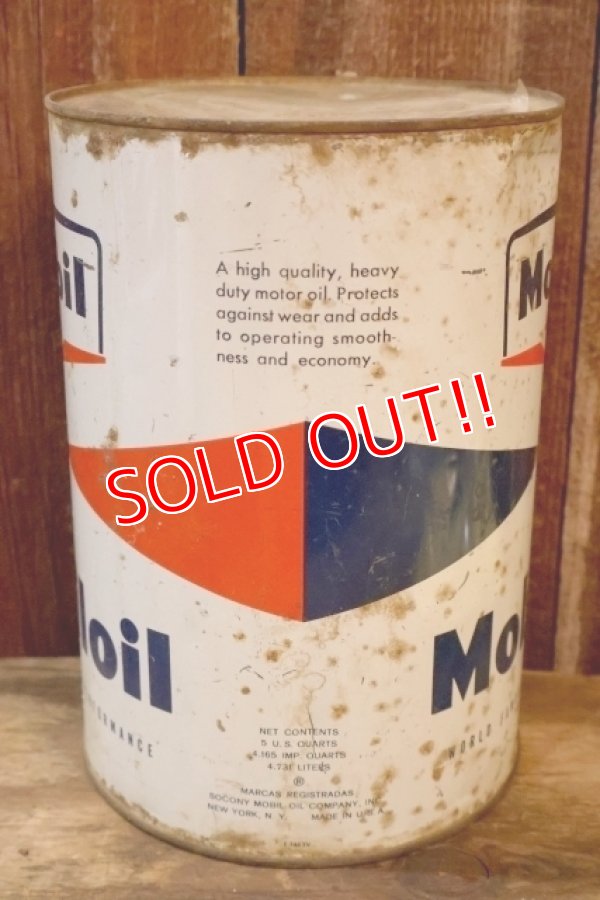 oil
Mo
A high quality, heavy
duty motor oil. Protects
against wear and adds
to operating smooth-
ness and economy.
SOLD OUT!!
oil
Mo
NET CONTENTS
5 U.S. QUARTS
4.165 IMP. QUARTS
4.731 LITERS
®
MARCAS REGISTRADAS
SOCONY MOBIL OIL COMPANY, INC.
NEW YORK, N. Y. MADE IN U.S.A.
WORLD